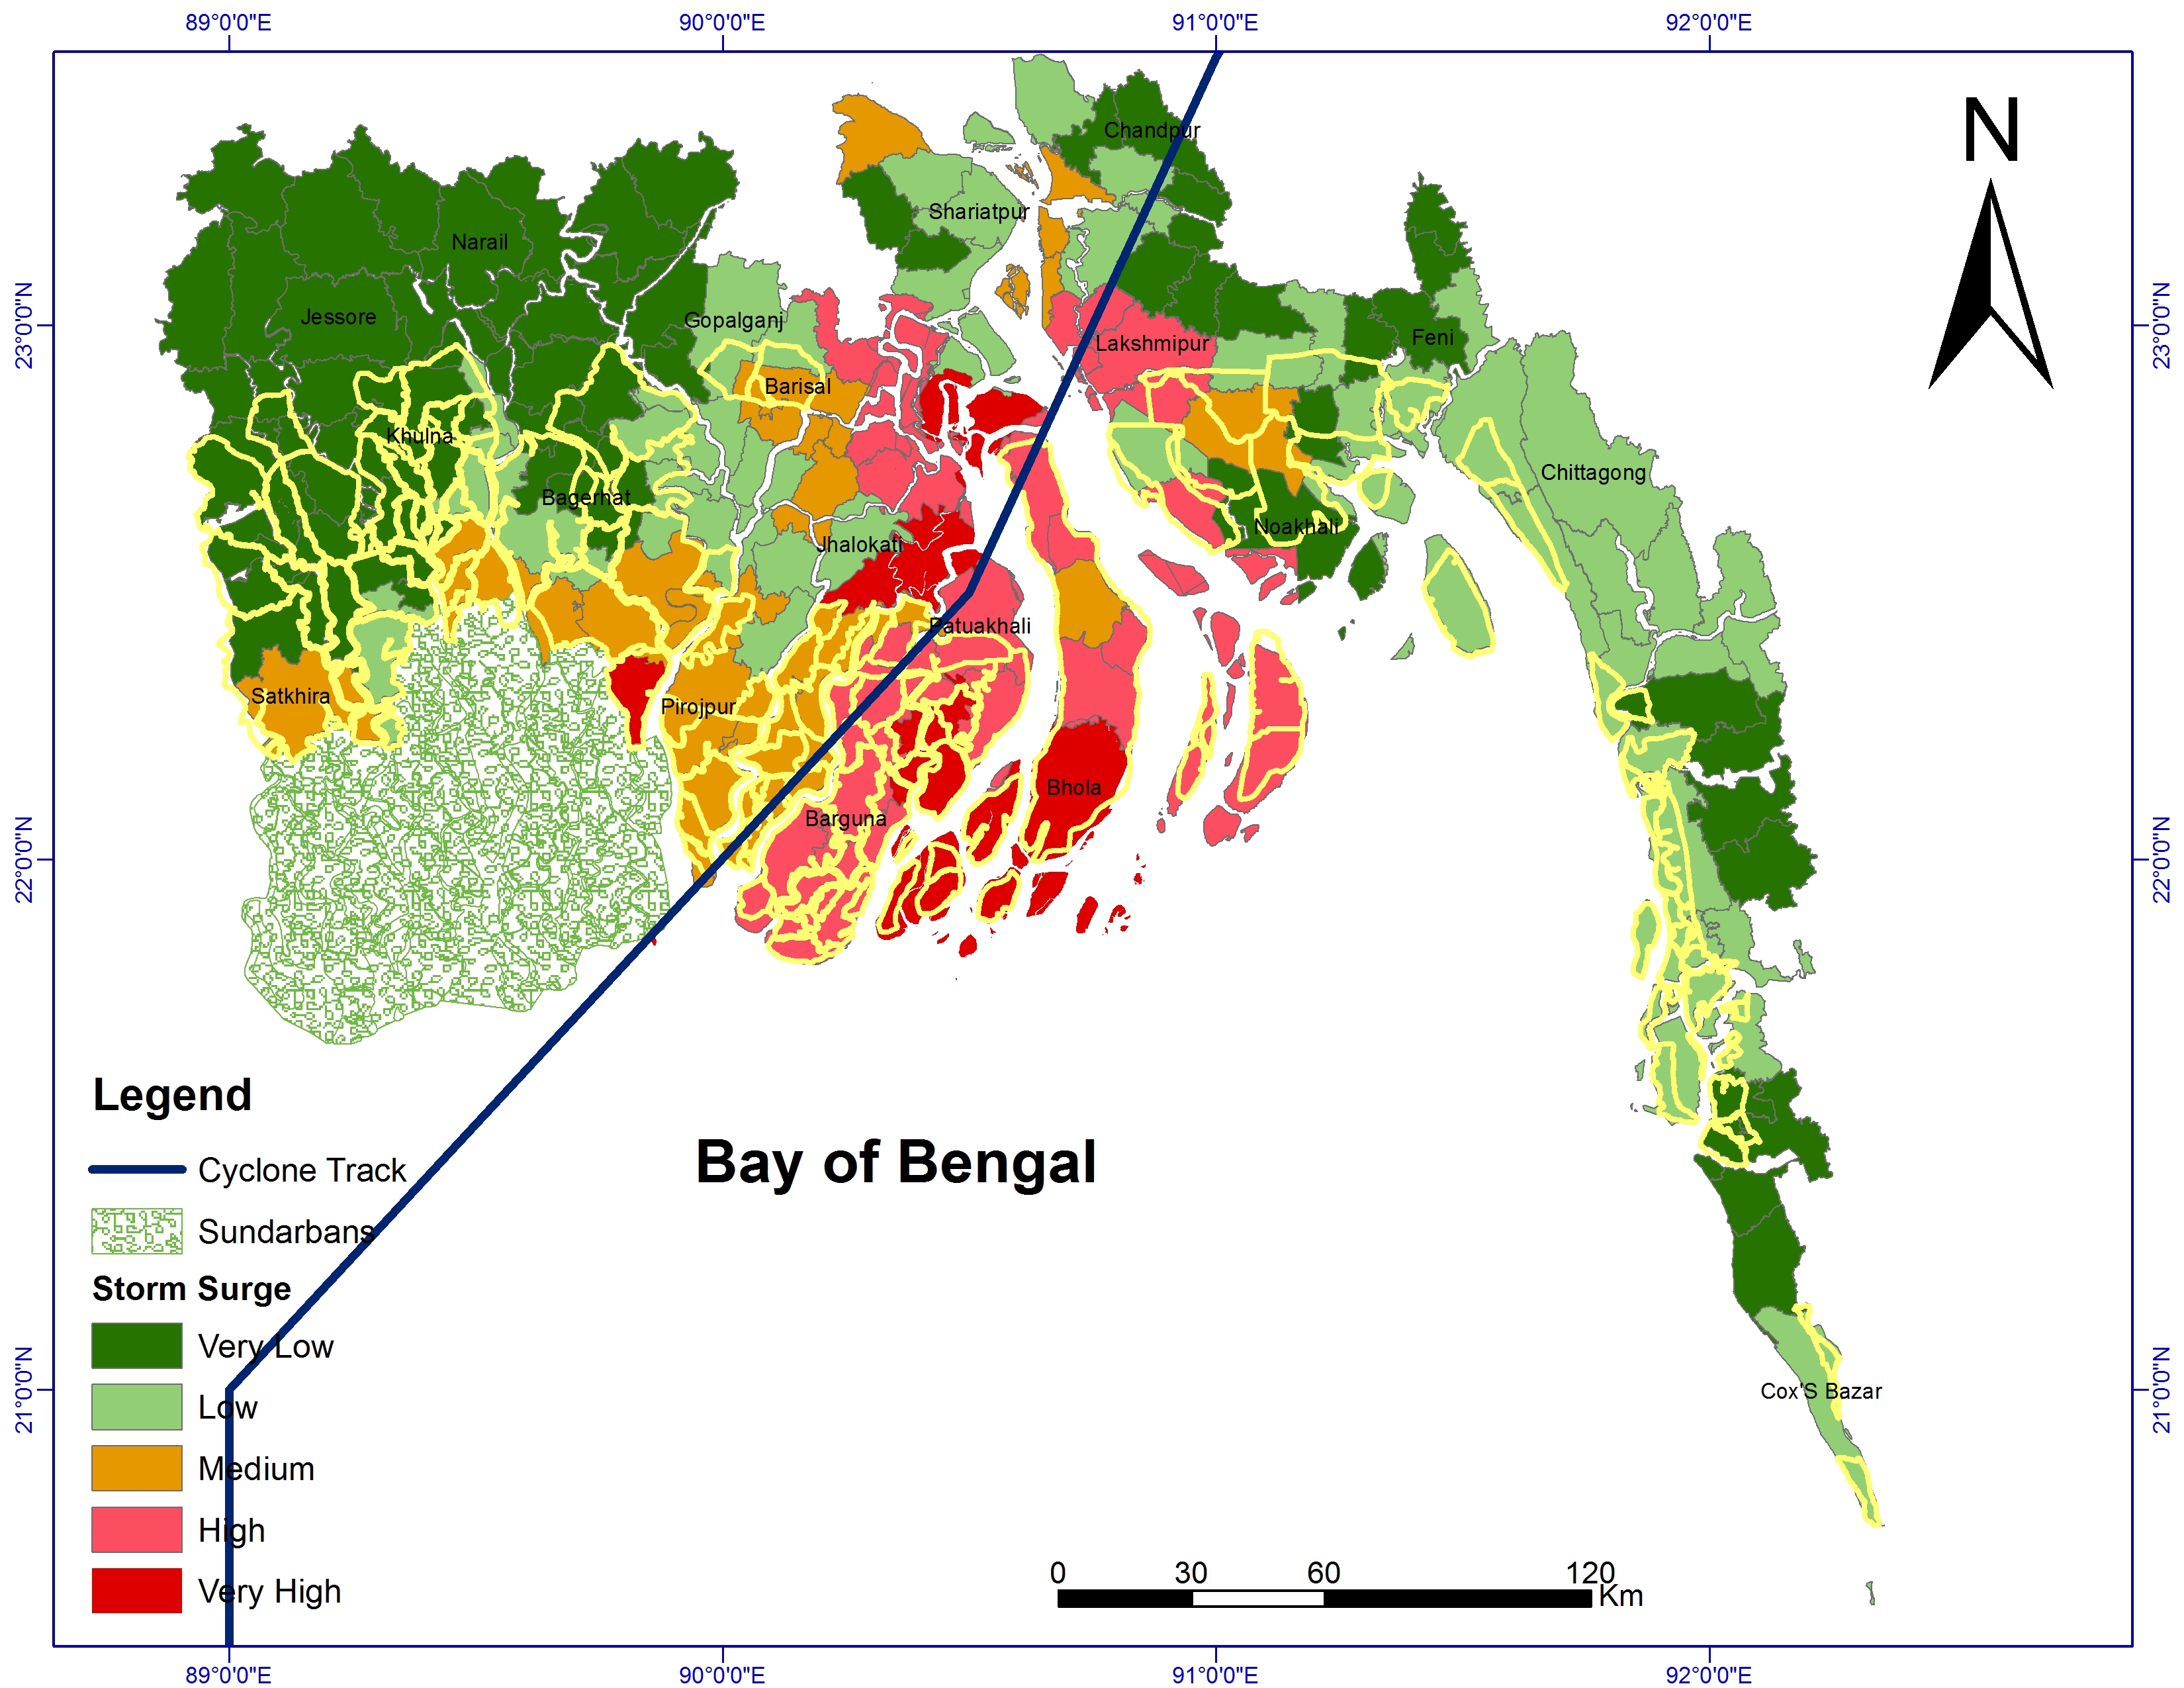 89°0'0"E 90°0'0"E 91°0'0"E 92°0'0"E
N
Chandpur
Shariatpur
Narail
23°0'0"N
23°0'0"N
Jessore
Gopalganj
Feni
Lakshmipur
Barisal
Khulna
Chittagong
Bagerhat
Noakhali
Jhalokati
Patuakhali
Satkhira
Pirojpur
Bhola
Barguna
22°0'0"N
22°0'0"N
Legend
Cyclone Track
Bay of Bengal
Sundarbans
Storm Surge
Very Low
Low
Medium
High
Very High
21°0'0"N
21°0'0"N
Cox'S Bazar
0 30 60 120
Km
89°0'0"E 90°0'0"E 91°0'0"E 92°0'0"E